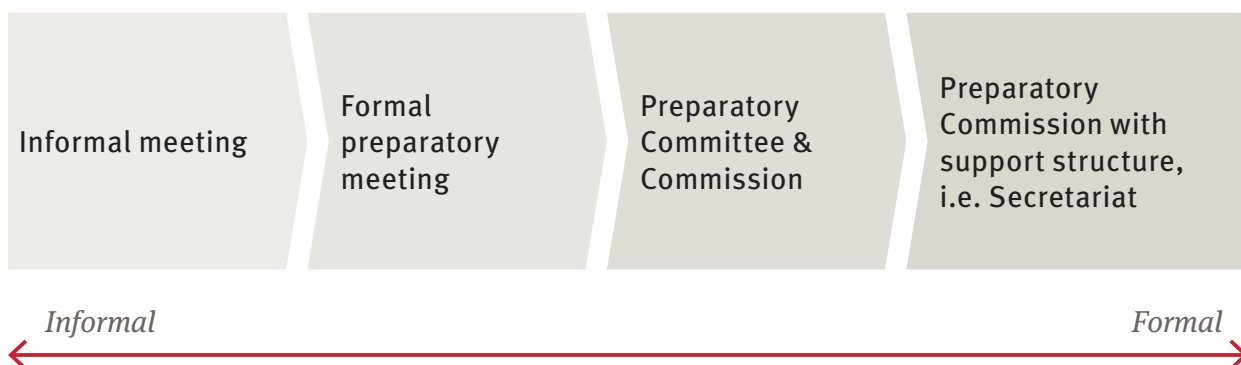 Informal meeting
Formal
preparatory
meeting
Preparatory
Committee &
Commission
Preparatory
Commission with
support structure,
i.e. Secretariat
Informal
Formal